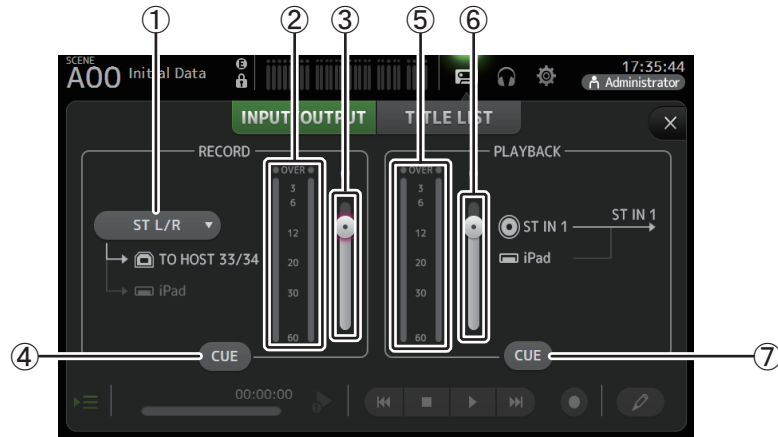 ① ② ③ ⑤ ⑥
SCENE
A00 Initial Data
E
17:35:44
Administrator
INPUT/OUTPUT TITLE LIST
RECORD
PLAYBACK
OVER
3
6
12
20
30
60
OVER
3
6
12
20
30
60
ST L/R
TO HOST 33/34
iPad
ST IN 1
ST IN 1
iPad
④ CUE
CUE ⑦
00:00:00